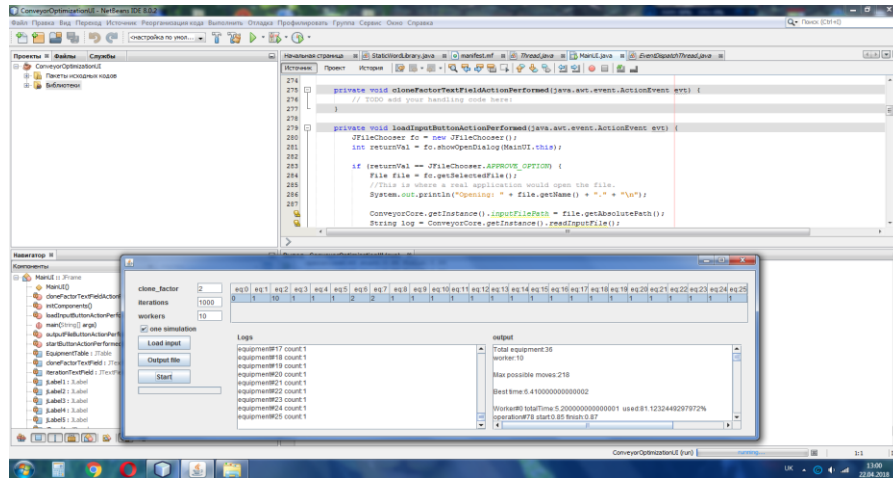 ConveyorOptimizationUI - NetBeans IDE 8.0.2
Файл Правка Вид Переход Источник Реорганизация кода Выполнить Отладка Профилировать Группа Сервис Окно Справка
Поиск (Ctrl+I)
<настройка по умол...
Проекты Файлы Службы
Начальная страница StaticWordLibrary.java manifest.mf Thread.java MainUI.java EventDispatchThread.java
ConveyorOptimizationUI
Пакеты исходных кодов
Библиотеки
Источник Проект История
274
275 private void cloneFactorTextFieldActionPerformed(java.awt.event.ActionEvent evt) {
276 // TODO add your handling code here:
277 }
278
279 private void loadInputButtonActionPerformed(java.awt.event.ActionEvent evt) {
280 JFileChooser fc = new JFileChooser();
281 int returnVal = fc.showOpenDialog(MainUI.this);
282
283 if (returnVal == JFileChooser.APPROVE_OPTION) {
284 File file = fc.getSelectedFile();
285 //This is where a real application would open the file.
286 System.out.println("Opening: " + file.getName() + "." + "\n");
287
ConveyorCore.getInstance().inputFilePath = file.getAbsolutePath();
String log = ConveyorCore.getInstance().readInputFile();
Навигатор
Компоненты
MainUI :: JFrame
MainUI()
cloneFactorTextFieldActionP
initComponents()
loadInputButtonActionPerfo
main(String[] args)
outputFileButtonActionPerfo
startButtonActionPerformed
EquipmentTable : JTable
cloneFactorTextField : JTex
iterationTextField : JTextFie
jLabel1 : JLabel
jLabel2 : JLabel
jLabel3 : JLabel
jLabel4 : JLabel
jLabel5 : JLabel
clone_factor 2
iterations 1000
workers 10
one simulation
Load input
Output file
Start
eq0 eq1 eq2 eq3 eq4 eq5 eq6 eq7 eq8 eq9 eq10 eq11 eq12 eq13 eq14 eq15 eq16 eq17 eq18 eq19 eq20 eq21 eq22 eq23 eq24 eq25
0 1 10 1 1 1 2 2 1 1 1 1 1 1 1 1 1 1 1 1 1 1 1 1 1 1
Logs
equipment#17 count:1
equipment#18 count:1
equipment#19 count:1
equipment#20 count:1
equipment#21 count:1
equipment#22 count:1
equipment#23 count:1
equipment#24 count:1
equipment#25 count:1
output
Total equipment:36
worker:10
Max possible moves:218
Best time:6.410000000000002
Worker#0 totalTime:5.200000000000001 used:81.1232449297972%
operation#78 start:0.85 finish:0.87
ConveyorOptimizationUI (run) running...
1:1
UK
13:00
22.04.2018